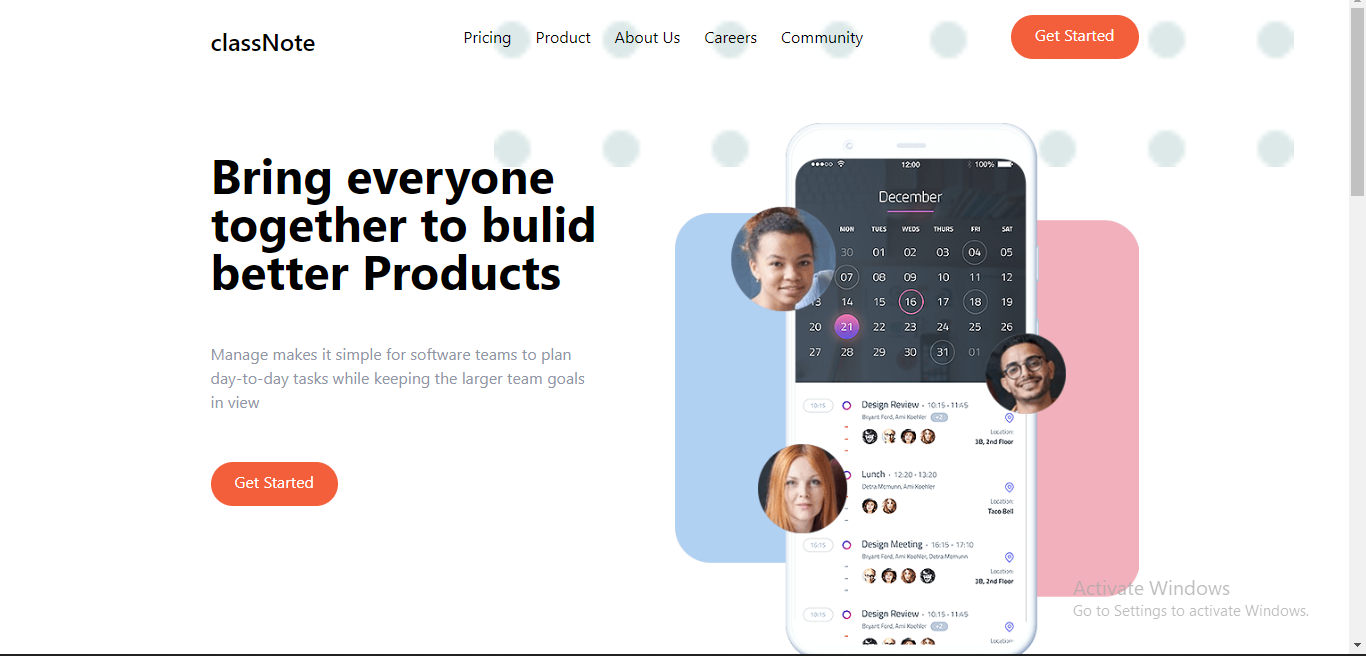 classNote
Pricing Product About Us Careers Community
Get Started
Bring everyone
together to bulid
better Products
Manage makes it simple for software teams to plan
day-to-day tasks while keeping the larger team goals
in view
Get Started
12:00 100%
December
MON TUES WEDS THURS FRI SAT
30 01 02 03 04 05
07 08 09 10 11 12
13 14 15 16 17 18 19
20 21 22 23 24 25 26
27 28 29 30 31 01
10:15 Design Review • 10:15 - 11:45
Bryant Ford, Ami Koehler +2
Location:
3B, 2nd Floor
Lunch • 12:20 - 13:20
Detra Mcmunn, Ami Koehler
Location:
Taco Bell
16:15 Design Meeting • 16:15 - 17:10
Bryant Ford, Ami Koehler, Detra Mcmunn
Location:
3B, 2nd Floor
10:15 Design Review • 10:15 - 11:45
Bryant Ford, Ami Koehler +2
Location:
Activate Windows
Go to Settings to activate Windows.